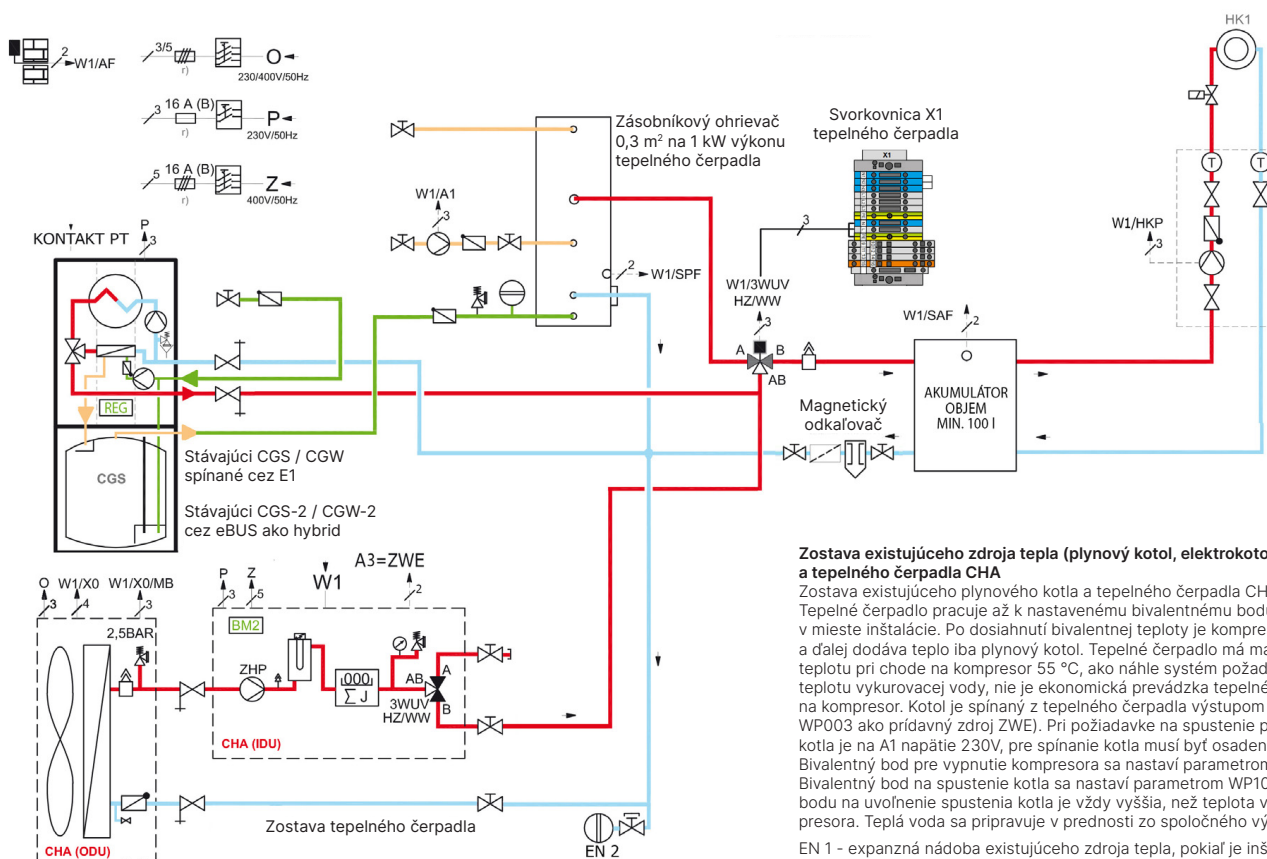 HK1
2
W1/AF
3/5
r)
O
230/400V/50Hz
3
16 A (B)
r)
P
230V/50Hz
5
16 A (B)
r)
Z
400V/50Hz
Zásobníkový ohrievač
0,3 m² na 1 kW výkonu
tepelného čerpadla
Svorkovnica X1
tepelného čerpadla
X1
W1/A1
3
3
W1/HKP
3
KONTAKT PT
P
3
2
W1/SPF
W1/3WUV
HZ/WW
3
A
B
AB
W1/SAF
2
T
T
AKUMULÁTOR
OBJEM
MIN. 100 l
Magnetický
odkaľovač
REG
CGS
Stávajúci CGS / CGW
spínané cez E1
Stávajúci CGS-2 / CGW-2
cez eBUS ako hybrid
O
3
W1/X0
4
W1/X0/MB
3
2,5BAR
P
3
Z
5
W1
A3=ZWE
2
BM2
ZHP
000
∑ J
AB
A
B
3WUV
HZ/WW
CHA (IDU)
CHA (ODU)
Zostava tepelného čerpadla
EN 2
Zostava existujúceho zdroja tepla (plynový kotol, elektrokoto
a tepelného čerpadla CHA
Zostava existujúceho plynového kotla a tepelného čerpadla CH
Tepelné čerpadlo pracuje až k nastavenému bivalentnému bodu
v mieste inštalácie. Po dosiahnutí bivalentnej teploty je kompre
a ďalej dodáva teplo iba plynový kotol. Tepelné čerpadlo má ma
teplotu pri chode na kompresor 55 °C, ako náhle systém požad
teplotu vykurovacej vody, nie je ekonomická prevádzka tepelné
na kompresor. Kotol je spínaný z tepelného čerpadla výstupom
WP003 ako prídavný zdroj ZWE). Pri požiadavke na spustenie p
kotla je na A1 napätie 230V, pre spínanie kotla musí byť osaden
Bivalentný bod pre vypnutie kompresora sa nastaví parametrom
Bivalentný bod na spustenie kotla sa nastaví parametrom WP10
bodu na uvoľnenie spustenia kotla je vždy vyššia, než teplota v
presora. Teplá voda sa pripravuje v prednosti zo spoločného vý
EN 1 - expanzná nádoba existujúceho zdroja tepla, pokiaľ je inš